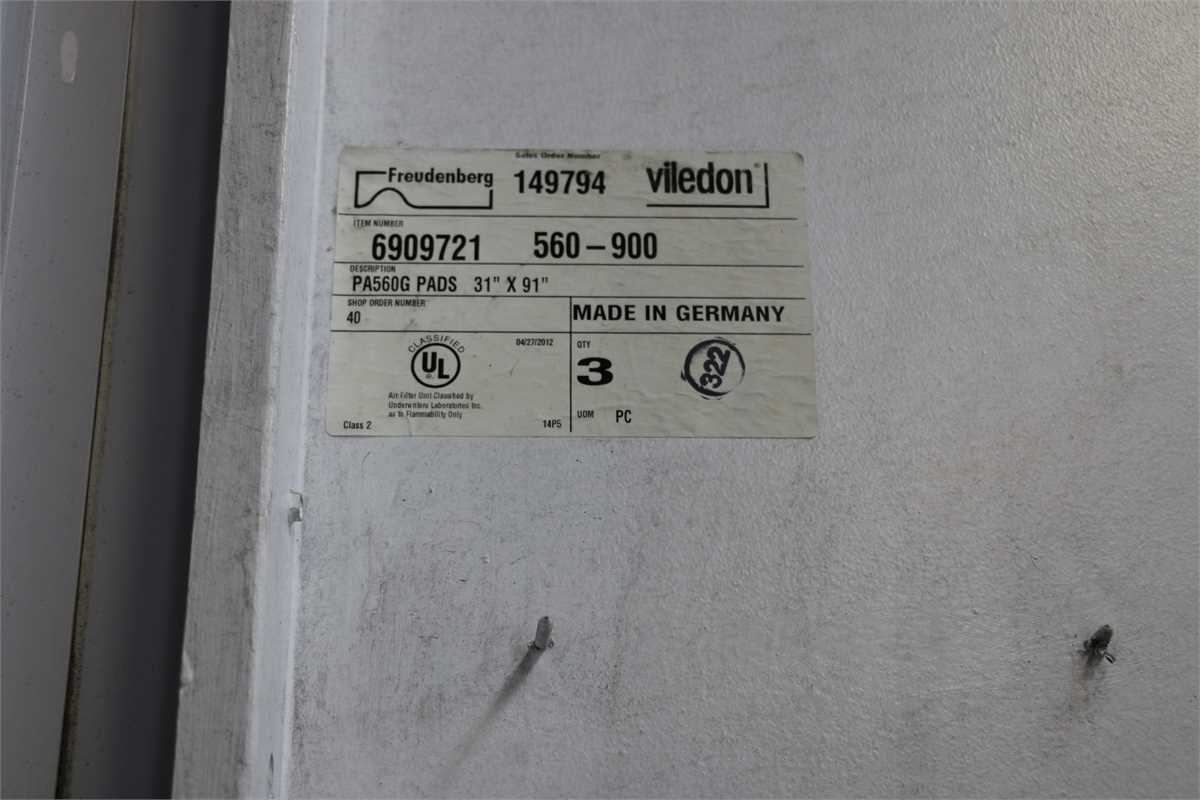 Sales Order Number
Freudenberg 149794 viledon®
ITEM NUMBER
6909721 560-900
DESCRIPTION
PA560G PADS 31" X 91"
SHOP ORDER NUMBER
40
MADE IN GERMANY
CLASSIFIED
UL®
04/27/2012
Air Filter Unit Classified by
Underwriters Laboratories Inc.
as to Flammability Only
Class 2
14P5
QTY
3
322
UOM PC